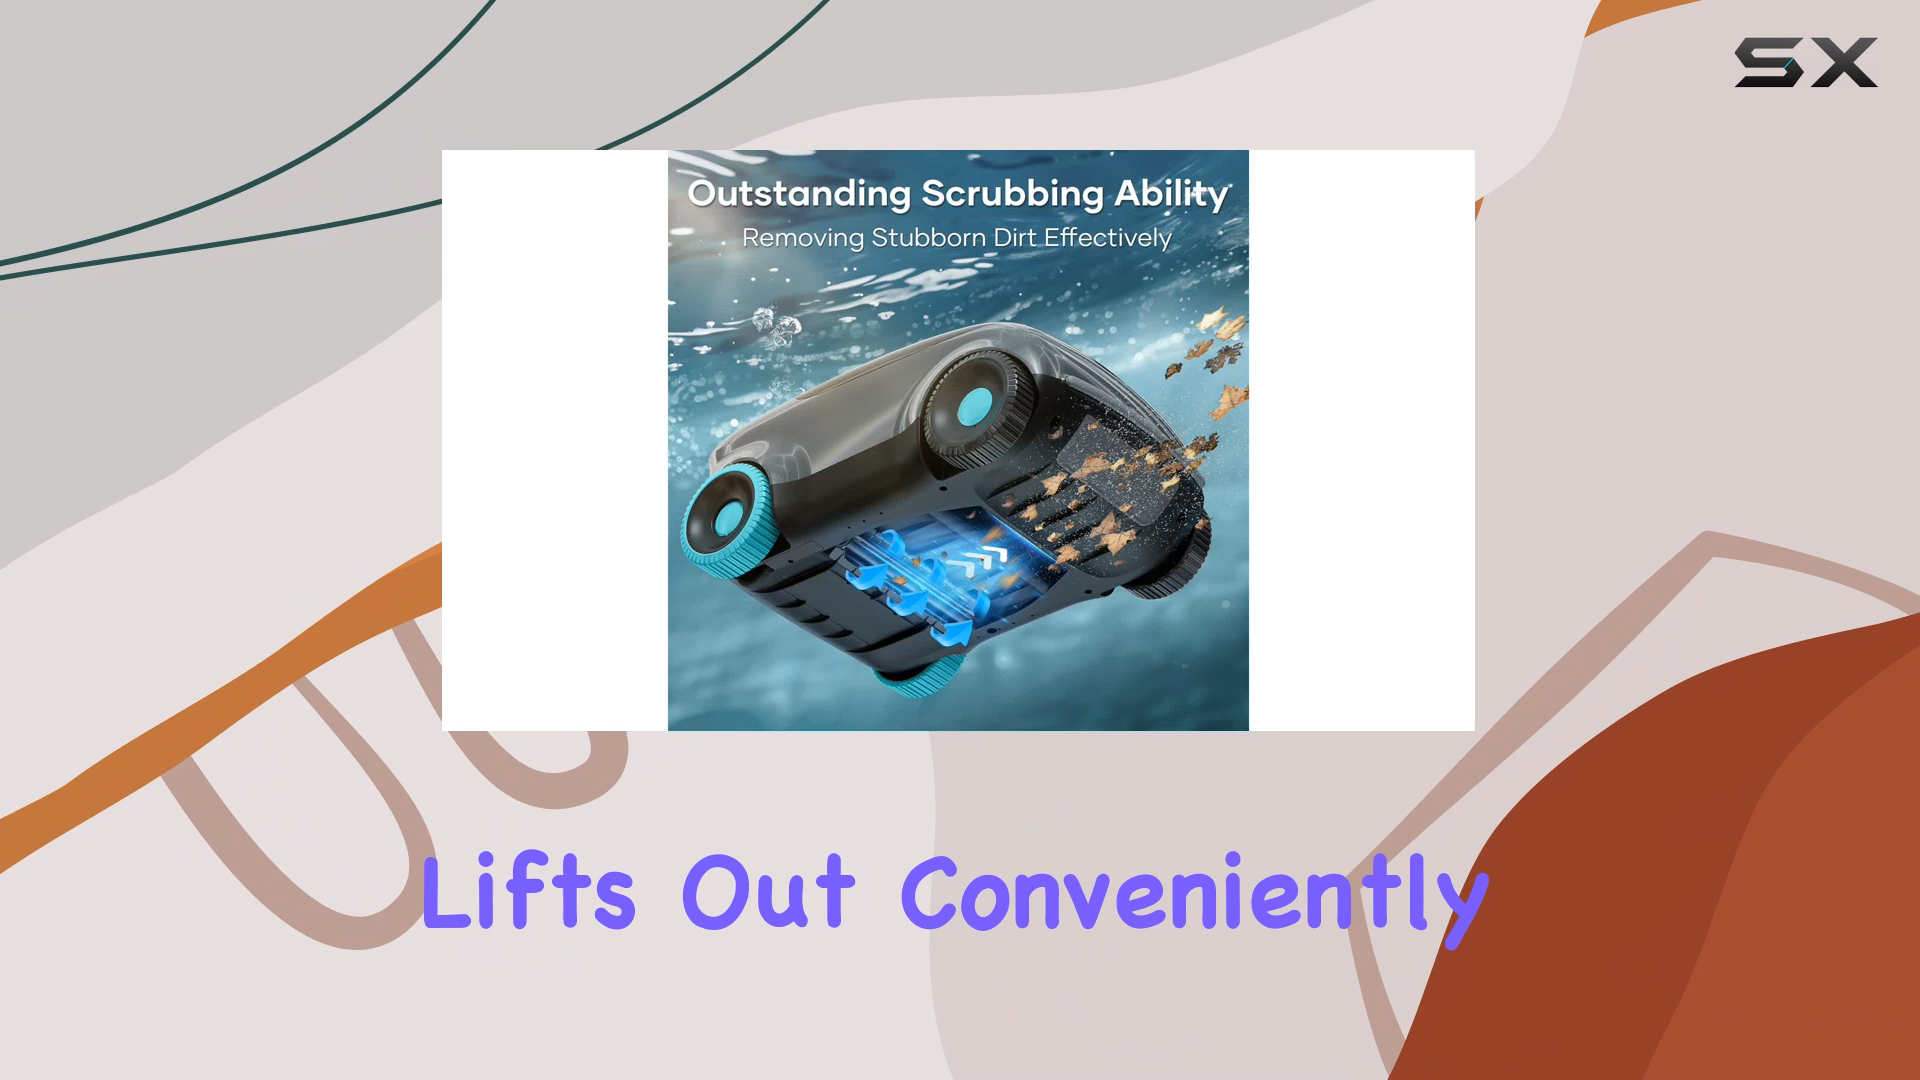 SX
Outstanding Scrubbing Ability
Removing Stubborn Dirt Effectively
Lifts Out Conveniently